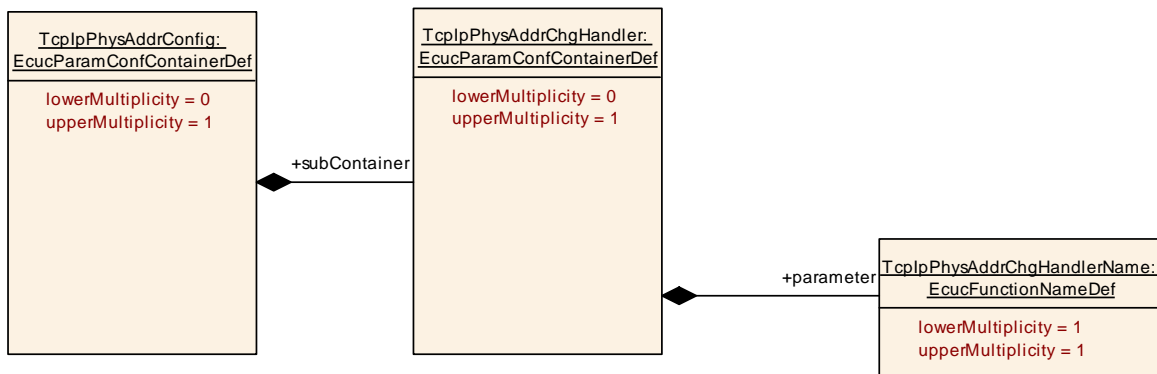 TcpIpPhysAddrConfig:
EcucParamConfContainerDef
lowerMultiplicity = 0
upperMultiplicity = 1
+subContainer
TcpIpPhysAddrChgHandler:
EcucParamConfContainerDef
lowerMultiplicity = 0
upperMultiplicity = 1
+parameter
TcpIpPhysAddrChgHandlerName:
EcucFunctionNameDef
lowerMultiplicity = 1
upperMultiplicity = 1